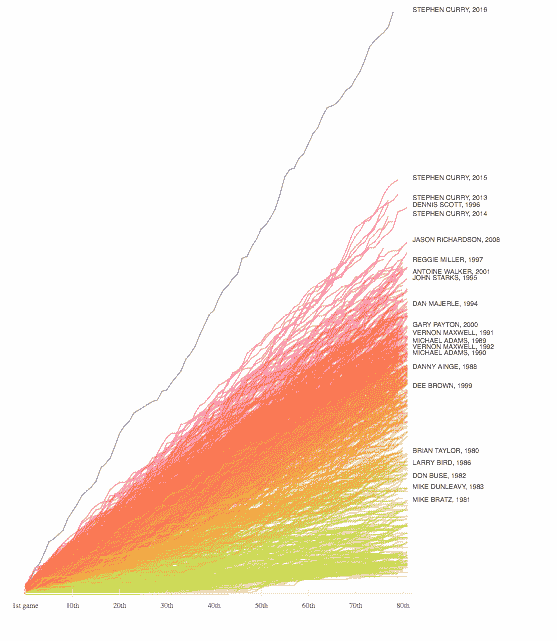 STEPHEN CURRY, 2016
STEPHEN CURRY, 2015
STEPHEN CURRY, 2013
DENNIS SCOTT, 1996
STEPHEN CURRY, 2014
JASON RICHARDSON, 2008
REGGIE MILLER, 1997
ANTOINE WALKER, 2001
JOHN STARKS, 1995
DAN MAJERLE, 1994
GARY PAYTON, 2000
VERNON MAXWELL, 1991
MICHAEL ADAMS, 1989
VERNON MAXWELL, 1992
MICHAEL ADAMS, 1990
DANNY AINGE, 1988
DEE BROWN, 1999
BRIAN TAYLOR, 1980
LARRY BIRD, 1986
DON BUSE, 1982
MIKE DUNLEAVY, 1983
MIKE BRATZ, 1981
1st game 10th 20th 30th 40th 50th 60th 70th 80th